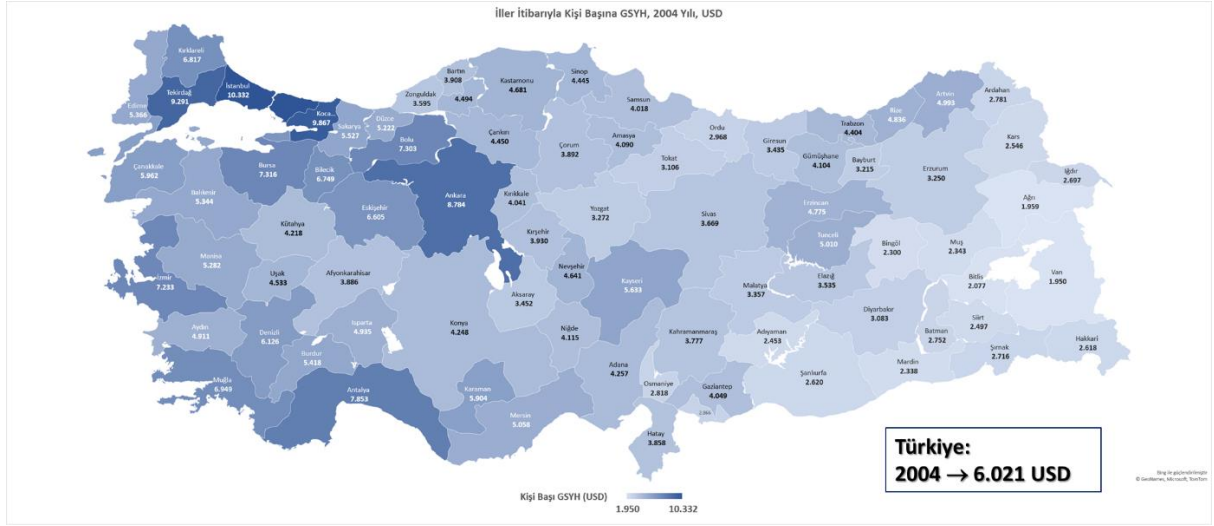 İller İtibarıyla Kişi Başına GSYH, 2004 Yılı, USD
Kırklareli
6.817
Edirne
5.366
Tekirdağ
9.291
İstanbul
10.332
Koca...
9.867
Sakarya
5.527
Düzce
5.222
Zonguldak
3.595
Bartın
3.908
4.494
Kastamonu
4.681
Sinop
4.445
Samsun
4.018
Ordu
2.968
Giresun
3.435
Trabzon
4.404
Rize
4.836
Artvin
4.993
Ardahan
2.781
Kars
2.546
Iğdır
2.697
Ağrı
1.959
Erzurum
3.250
Bayburt
3.215
Gümüşhane
4.104
Erzincan
4.775
Tunceli
5.010
Bingöl
2.300
Muş
2.343
Bitlis
2.077
Van
1.950
Hakkari
2.618
Şırnak
2.716
Siirt
2.497
Batman
2.752
Mardin
2.338
Diyarbakır
3.083
Elazığ
3.535
Malatya
3.357
Adıyaman
2.453
Şanlıurfa
2.620
Gaziantep
4.049
Kahramanmaraş
3.777
Osmaniye
2.818
Hatay
3.858
Adana
4.257
Mersin
5.058
Karaman
5.904
Niğde
4.115
Kayseri
5.633
Sivas
3.669
Tokat
3.106
Amasya
4.090
Çorum
3.892
Yozgat
3.272
Çankırı
4.450
Kırıkkale
4.041
Kırşehir
3.930
Nevşehir
4.641
Aksaray
3.452
Konya
4.248
Ankara
8.784
Bolu
7.303
Bilecik
6.749
Eskişehir
6.605
Bursa
7.316
Çanakkale
5.962
Balıkesir
5.344
Kütahya
4.218
Manisa
5.282
Uşak
4.533
Afyonkarahisar
3.886
İzmir
7.233
Aydın
4.911
Denizli
6.126
Isparta
4.935
Burdur
5.418
Muğla
6.949
Antalya
7.853
Türkiye:
2004 → 6.021 USD
Kişi Başı GSYH (USD)
1.950 10.332
Bing ile güçlendirilmiştir
© GeoNames, Microsoft, TomTom